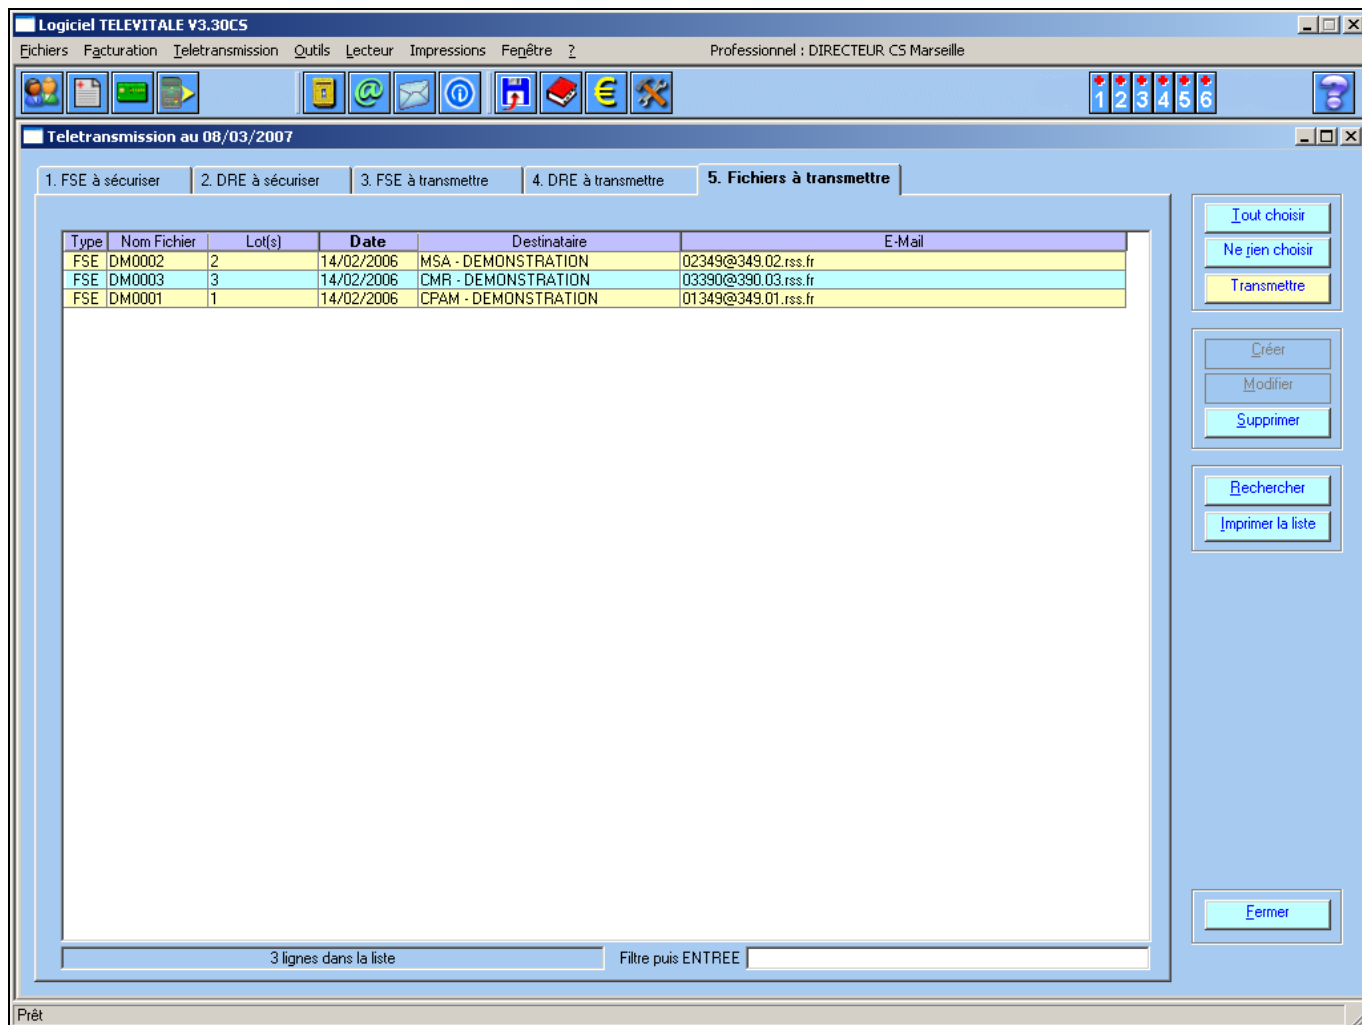 Logiciel TELEVITALE V3.30CS
Fichiers Facturation Teletransmission Outils Lecteur Impressions Fenêtre ? Professionnel : DIRECTEUR CS Marseille
1 2 3 4 5 6
Teletransmission au 08/03/2007
1. FSE à sécuriser 2. DRE à sécuriser 3. FSE à transmettre 4. DRE à transmettre 5. Fichiers à transmettre
Type Nom Fichier Lot(s) Date Destinataire E-Mail
FSE DM0002 2 14/02/2006 MSA - DEMONSTRATION 02349@349.02.rss.fr
FSE DM0003 3 14/02/2006 CMR - DEMONSTRATION 03390@390.03.rss.fr
FSE DM0001 1 14/02/2006 CPAM - DEMONSTRATION 01349@349.01.rss.fr
Tout choisir
Ne rien choisir
Transmettre
Créer
Modifier
Supprimer
Rechercher
Imprimer la liste
Fermer
3 lignes dans la liste Filtre puis ENTREE
Prêt